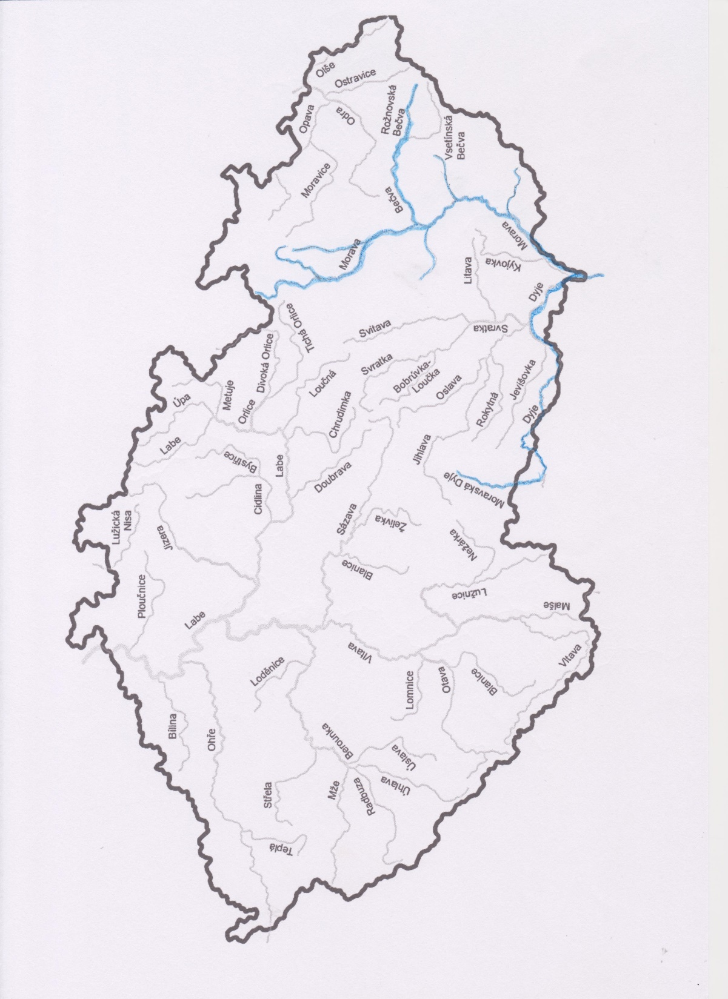 Olše
Ostravice
Opava
Odra
Rožnovská
Bečva
Vsetínská
Bečva
Moravice
Bečva
Morava
Morava
Kyjovka
Litava
Dyje
Tichá Orlice
Svitava
Svratka
Divoká Orlice
Svratka
Loučná
Bobrůvka-
Loučka
Oslava
Jevišovka
Metuje
Úpa
Orlice
Chrudimka
Rokytná
Dyje
Labe
Bystřice
Labe
Doubrava
Jihlava
Moravská Dyje
Cidlina
Lužická
Nisa
Jizera
Sázava
Želivka
Nežárka
Blanice
Ploučnice
Lužnice
Malše
Labe
Vltava
Vltava
Loděnice
Lomnice
Otava
Blanice
Bílina
Ohře
Berounka
Úslava
Střela
Mže
Radbuza
Úhlava
Teplá